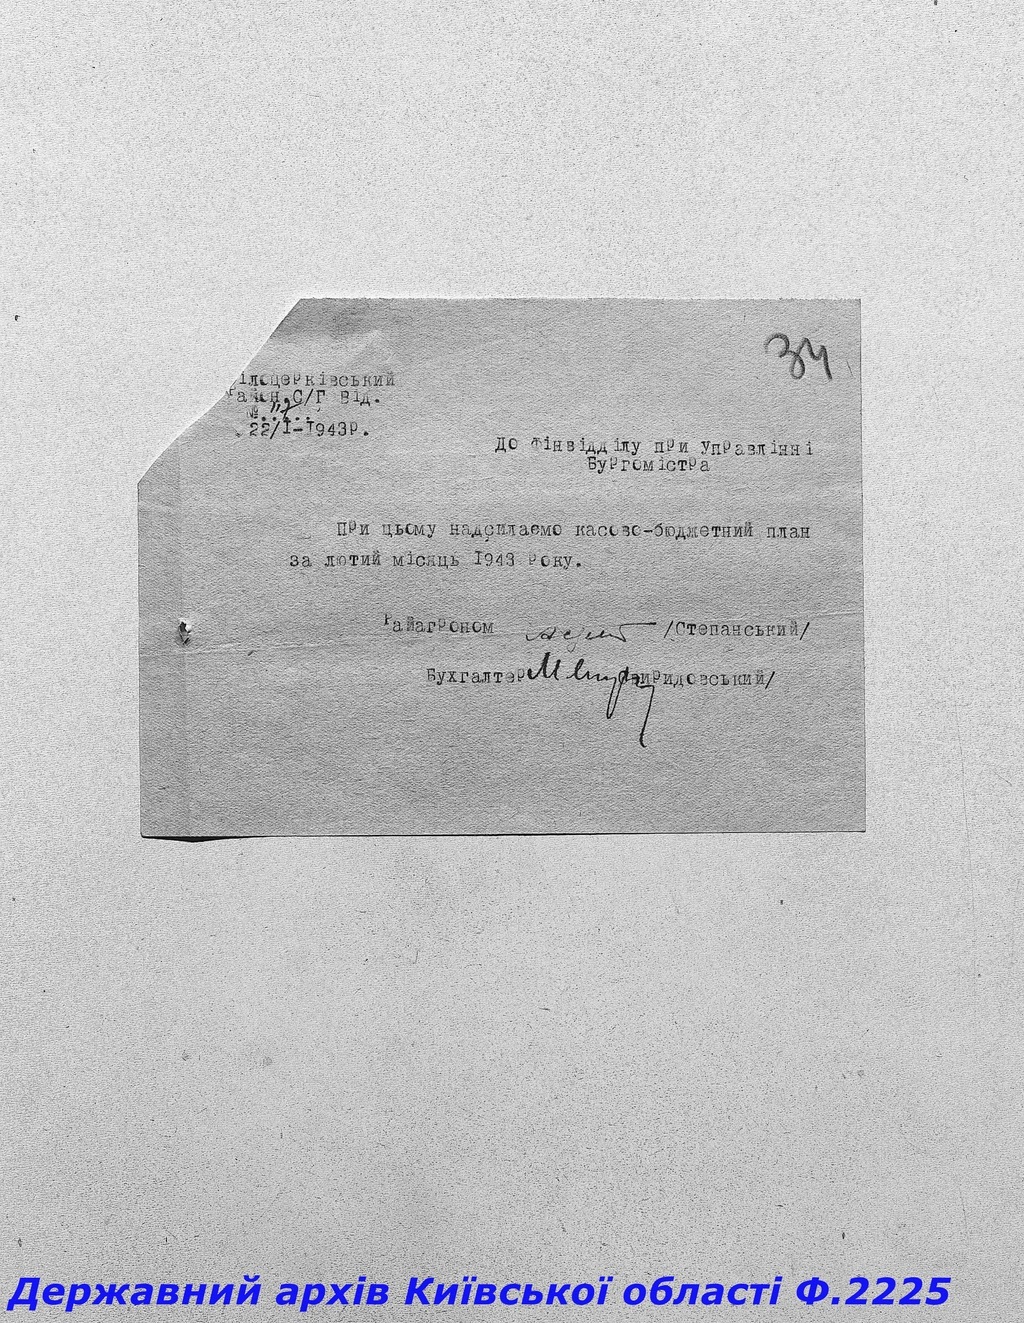 34
ілоцерківський
Район.С/Г Від.
№
22/I-1943р.
До Фінвідділу при Управлінні
Бургомістра
При цьому надсилаємо касово-бюджетний план
за лютий місяць 1943 року.
Райагроном /Степанський/
Бухгалтер виридовський/
Державний архів Київської області Ф.2225